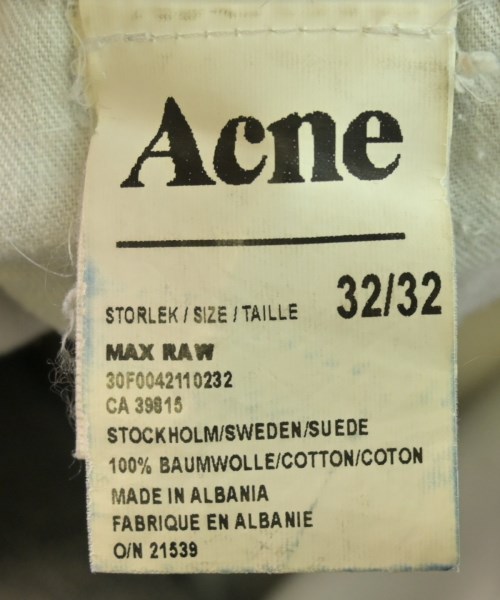 Acne
STORLEK / SIZE / TAILLE 32/32
MAX RAW
30F0042110232
CA 39815
STOCKHOLM/SWEDEN/SUEDE
100% BAUMWOLLE/COTTON/COTON
MADE IN ALBANIA
FABRIQUE EN ALBANIE
O/N 21539